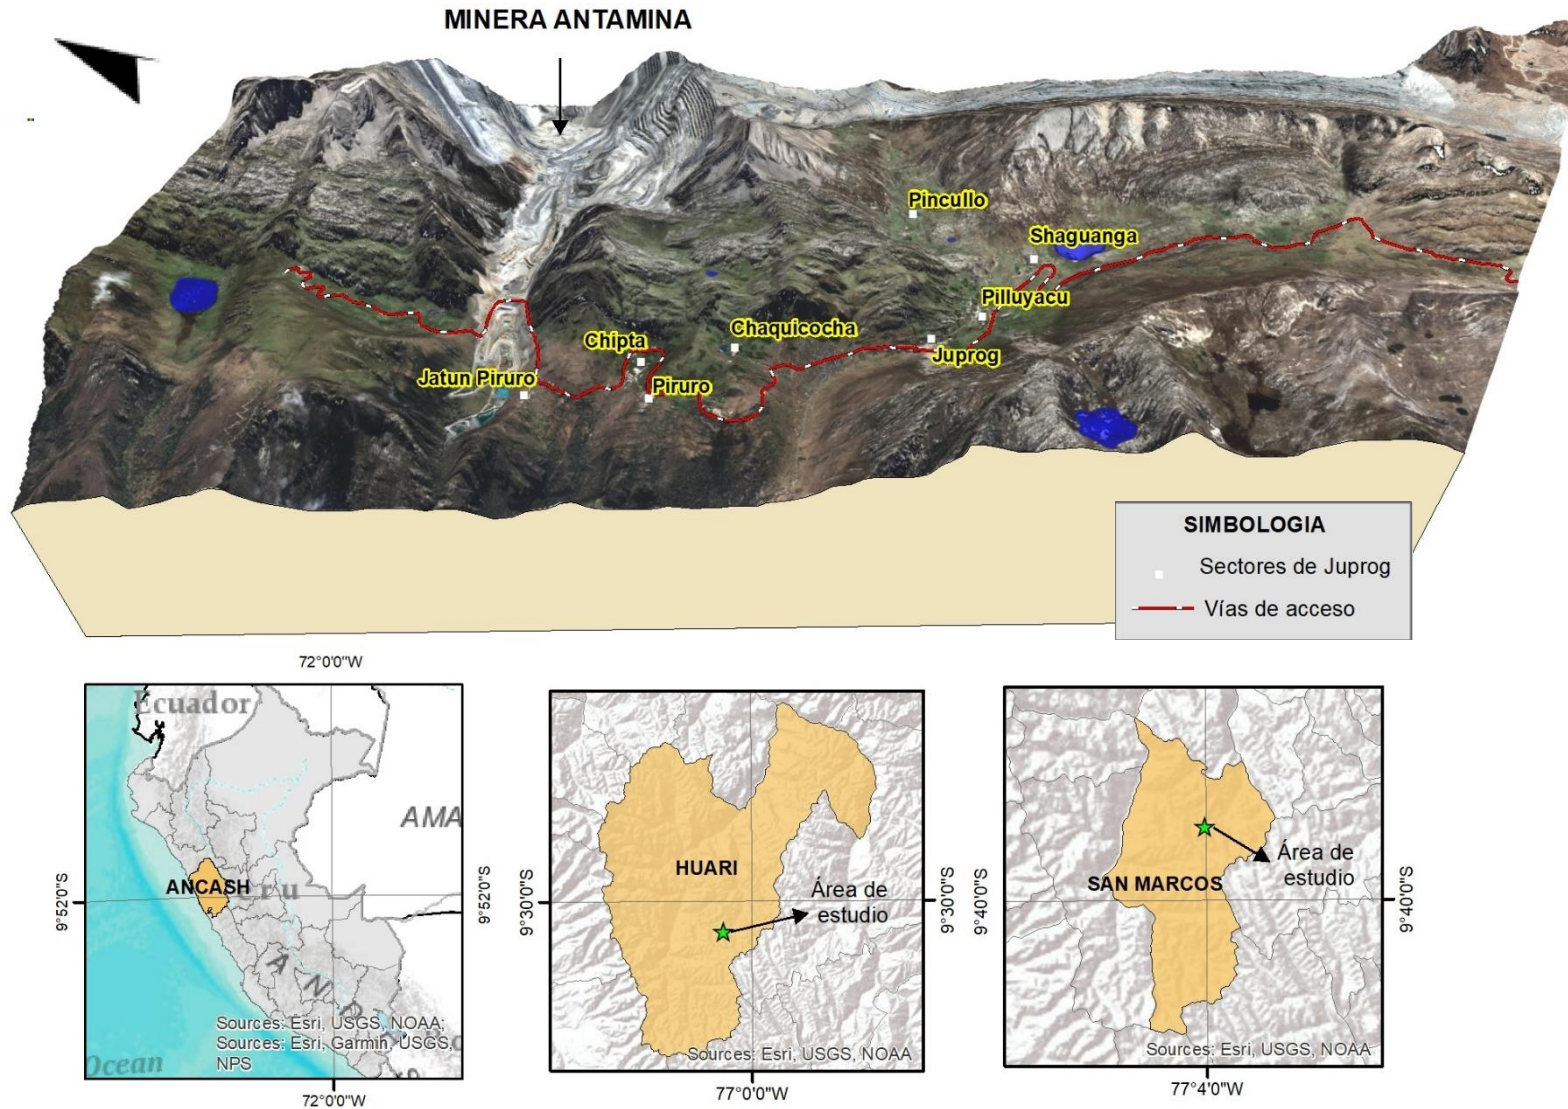 MINERA ANTAMINA
Pincullo
Shaguanga
Pilluyacu
Chipta
Chaquicocha
Juprog
Jatun Piruro
Piruro
SIMBOLOGIA
Sectores de Juprog
Vías de acceso
72°0'0"W
Ecuador
AMA
ANCASH
9°52'0"S
9°52'0"S
Sources: Esri, USGS, NOAA;
Sources: Esri, Garmin, USGS,
NPS
Ocean
72°0'0"W
HUARI
Área de
estudio
9°30'0"S
9°30'0"S
Sources: Esri, USGS, NOAA
77°0'0"W
Área de
estudio
SAN MARCOS
9°40'0"S
9°40'0"S
Sources: Esri, USGS, NOAA
77°4'0"W